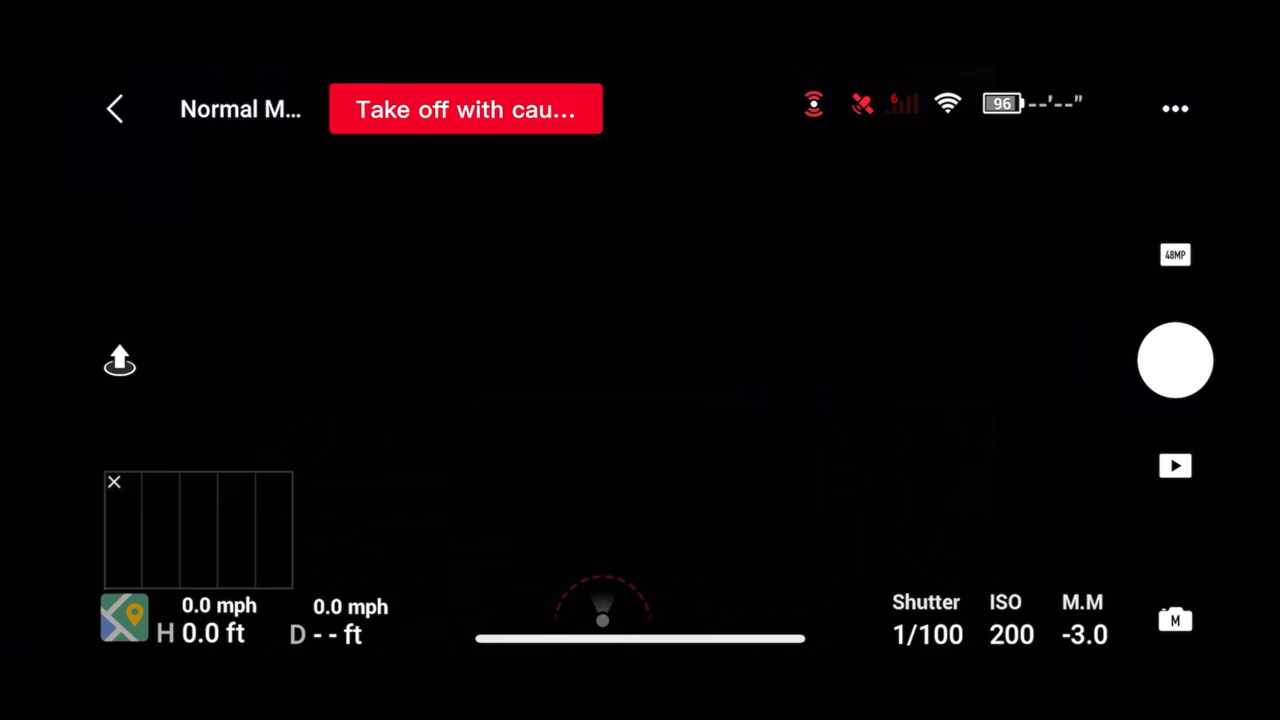 Normal M... Take off with cau... 6 96 --'--"
48MP
0.0 mph 0.0 mph
H 0.0 ft D -- ft
Shutter ISO M.M
1/100 200 -3.0
M